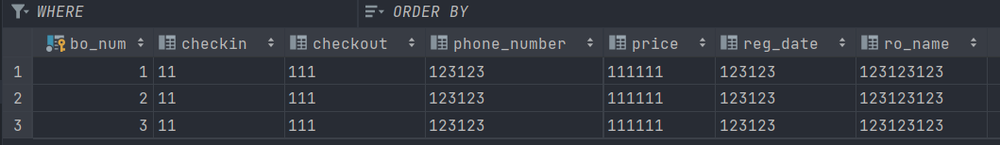 WHERE ORDER BY
bo_num checkin checkout phone_number price reg_date ro_name
1 1 11 111 123123 111111 123123 123123123
2 2 11 111 123123 111111 123123 123123123
3 3 11 111 123123 111111 123123 123123123